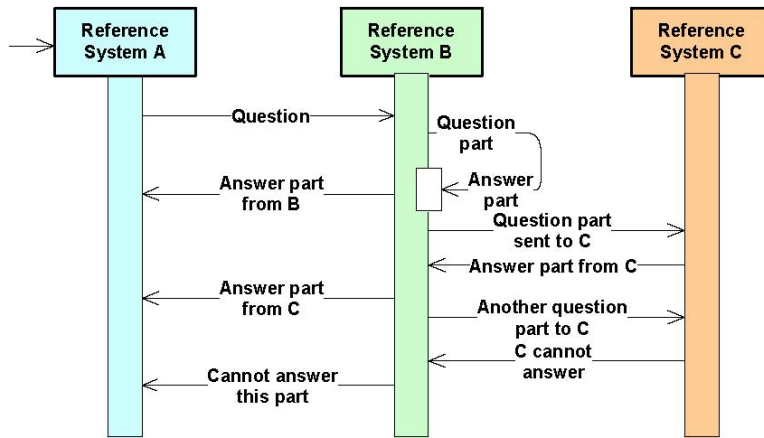 Reference
System A
Reference
System B
Reference
System C
Question
Question
part
Answer part
from B
Answer
part
Question part
sent to C
Answer part from C
Answer part
from C
Another question
part to C
C cannot
answer
Cannot answer
this part